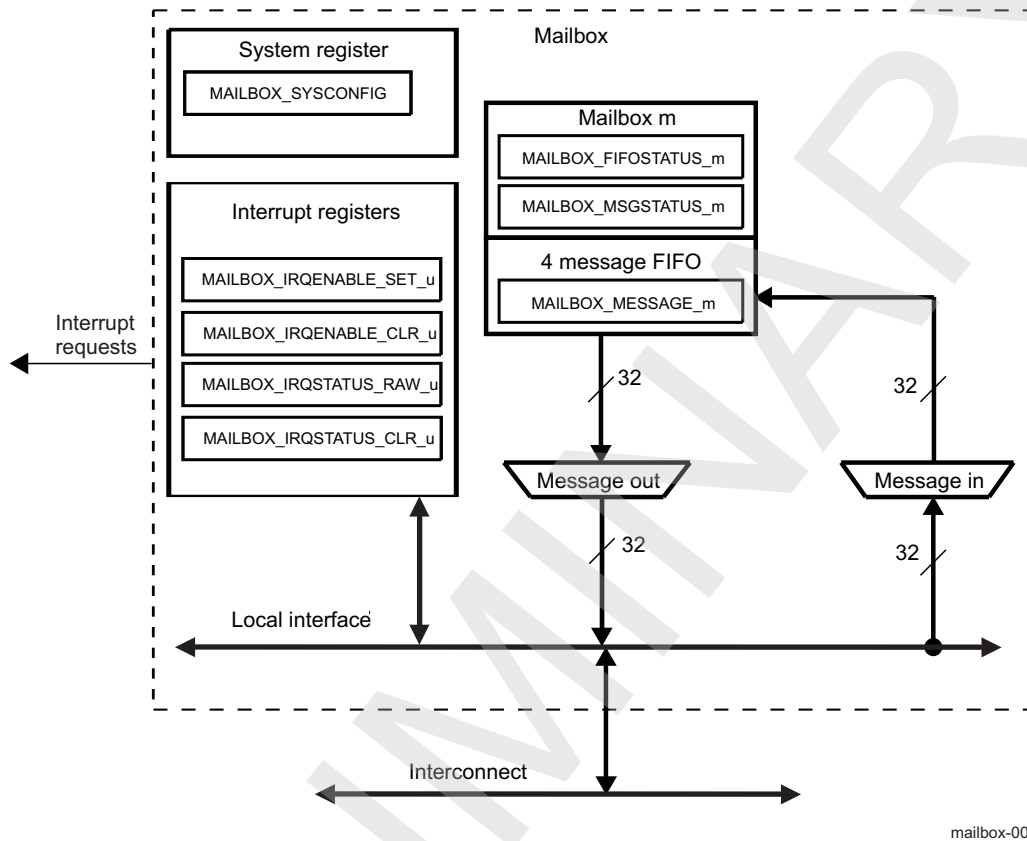 Mailbox
System register
MAILBOX_SYSCONFIG
Mailbox m
MAILBOX_FIFOSTATUS_m
MAILBOX_MSGSTATUS_m
4 message FIFO
MAILBOX_MESSAGE_m
Interrupt registers
MAILBOX_IRQENABLE_SET_u
MAILBOX_IRQENABLE_CLR_u
MAILBOX_IRQSTATUS_RAW_u
MAILBOX_IRQSTATUS_CLR_u
Interrupt
requests
32
32
Message out
Message in
32
32
Local interface
Interconnect
mailbox-00